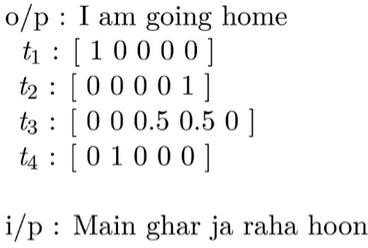 o/p : I am going home
t₁ : [ 1 0 0 0 0 ]
t₂ : [ 0 0 0 0 1 ]
t₃ : [ 0 0 0.5 0.5 0 ]
t₄ : [ 0 1 0 0 0 ]
i/p : Main ghar ja raha hoon